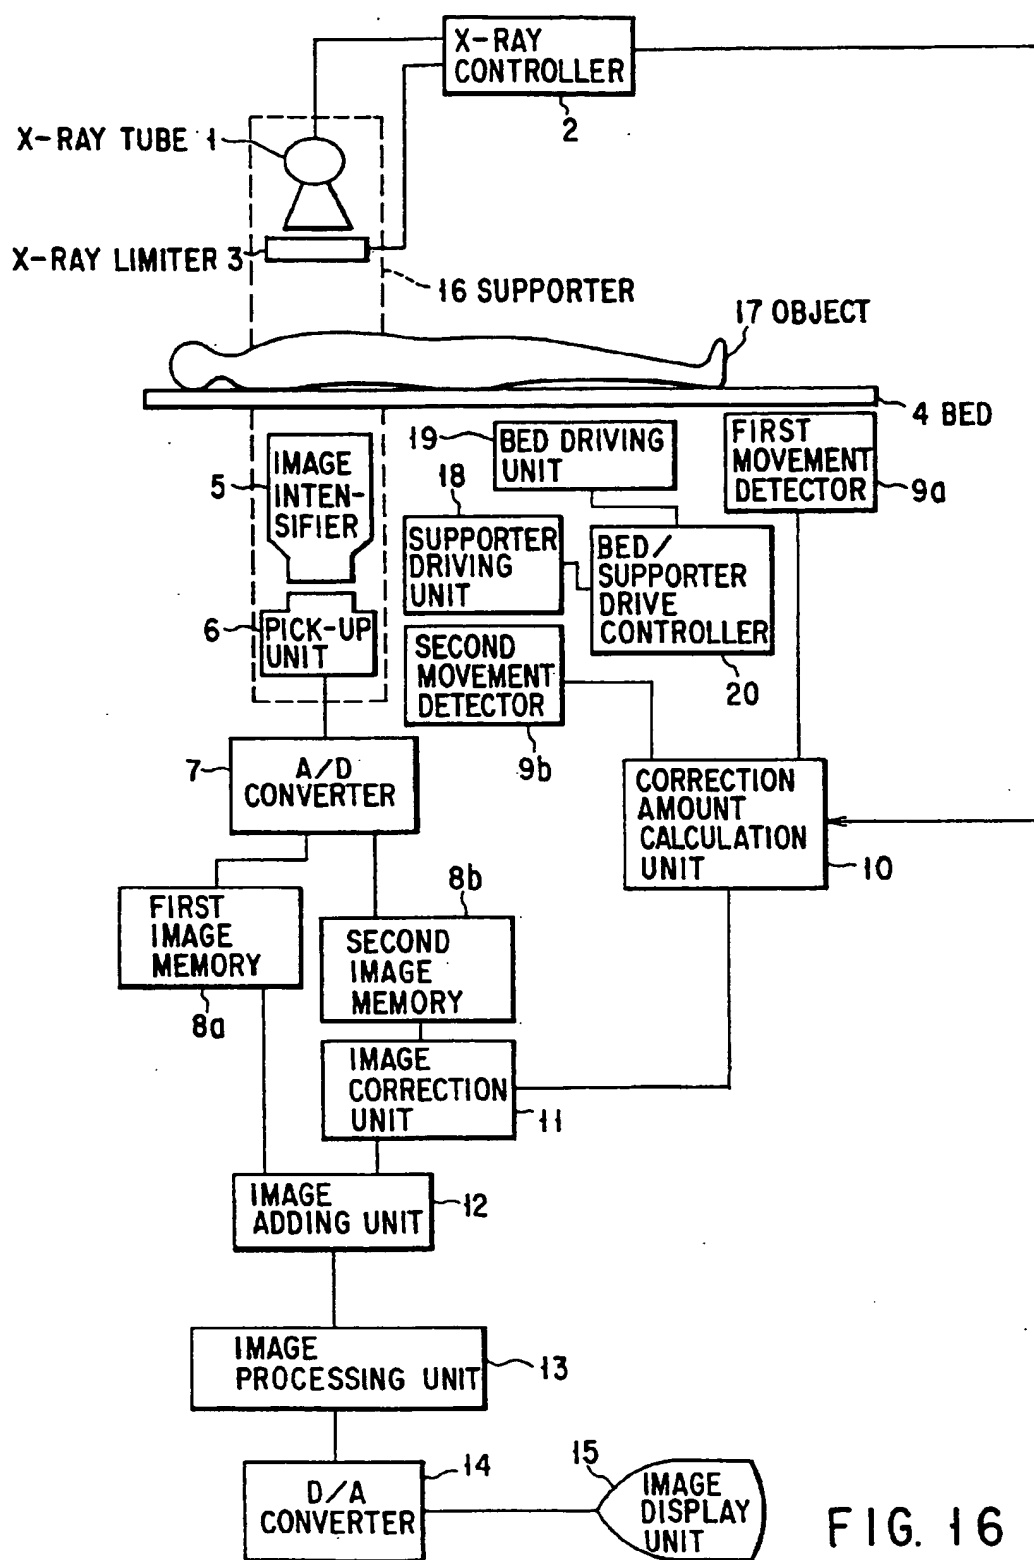 X-RAY
CONTROLLER
2
X-RAY TUBE 1
X-RAY LIMITER 3
16 SUPPORTER
17 OBJECT
4 BED
19
BED DRIVING
UNIT
FIRST
MOVEMENT
DETECTOR
9a
5
IMAGE
INTEN-
SIFIER
18
SUPPORTER
DRIVING
UNIT
BED/
SUPPORTER
DRIVE
CONTROLLER
20
6
PICK-UP
UNIT
SECOND
MOVEMENT
DETECTOR
9b
7
A/D
CONVERTER
CORRECTION
AMOUNT
CALCULATION
UNIT
10
FIRST
IMAGE
MEMORY
8a
8b
SECOND
IMAGE
MEMORY
IMAGE
CORRECTION
UNIT
11
IMAGE
ADDING UNIT
12
IMAGE
PROCESSING UNIT
13
D/A
CONVERTER
14
15
IMAGE
DISPLAY
UNIT
FIG. 16